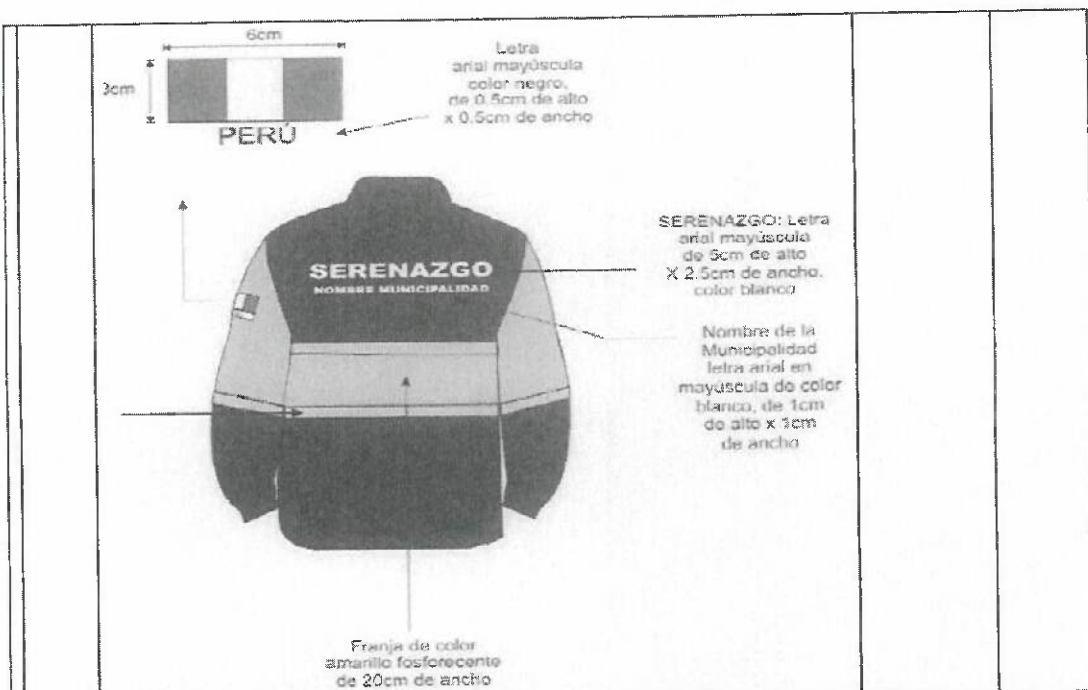 6cm
3cm
PERÚ
Letra
arial mayúscula
color negro,
de 0.5cm de alto
x 0.5cm de ancho
SERENAZGO
NOMBRE MUNICIPALIDAD
SERENAZGO: Letra
arial mayúscula
de 5cm de alto
X 2.5cm de ancho.
color blanco
Nombre de la
Municipalidad
letra arial en
mayúscula de color
blanco, de 1cm
de alto x 1cm
de ancho
Franja de color
amarillo fosforecente
de 20cm de ancho